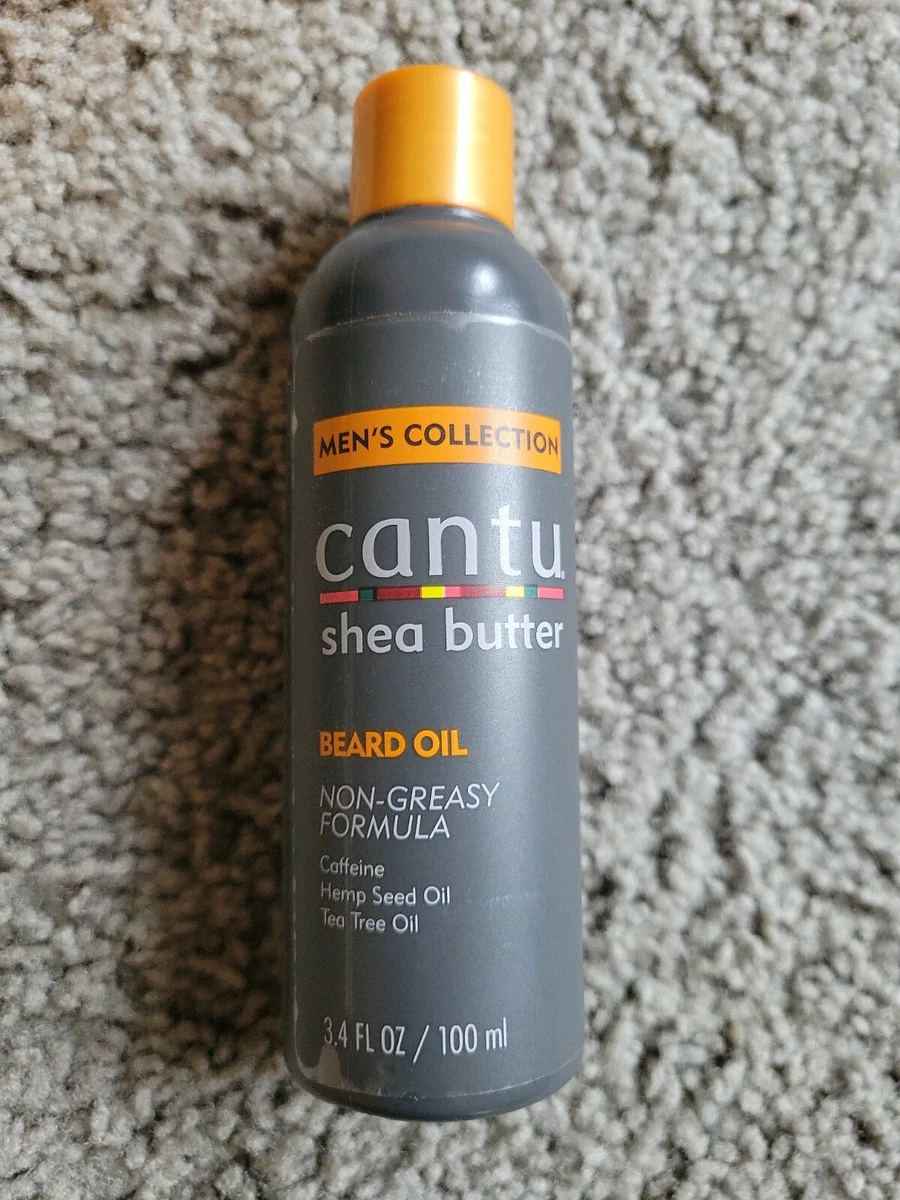 MEN'S COLLECTION
cantu®
shea butter
BEARD OIL
NON-GREASY
FORMULA
Caffeine
Hemp Seed Oil
Tea Tree Oil
3.4 FL OZ / 100 ml